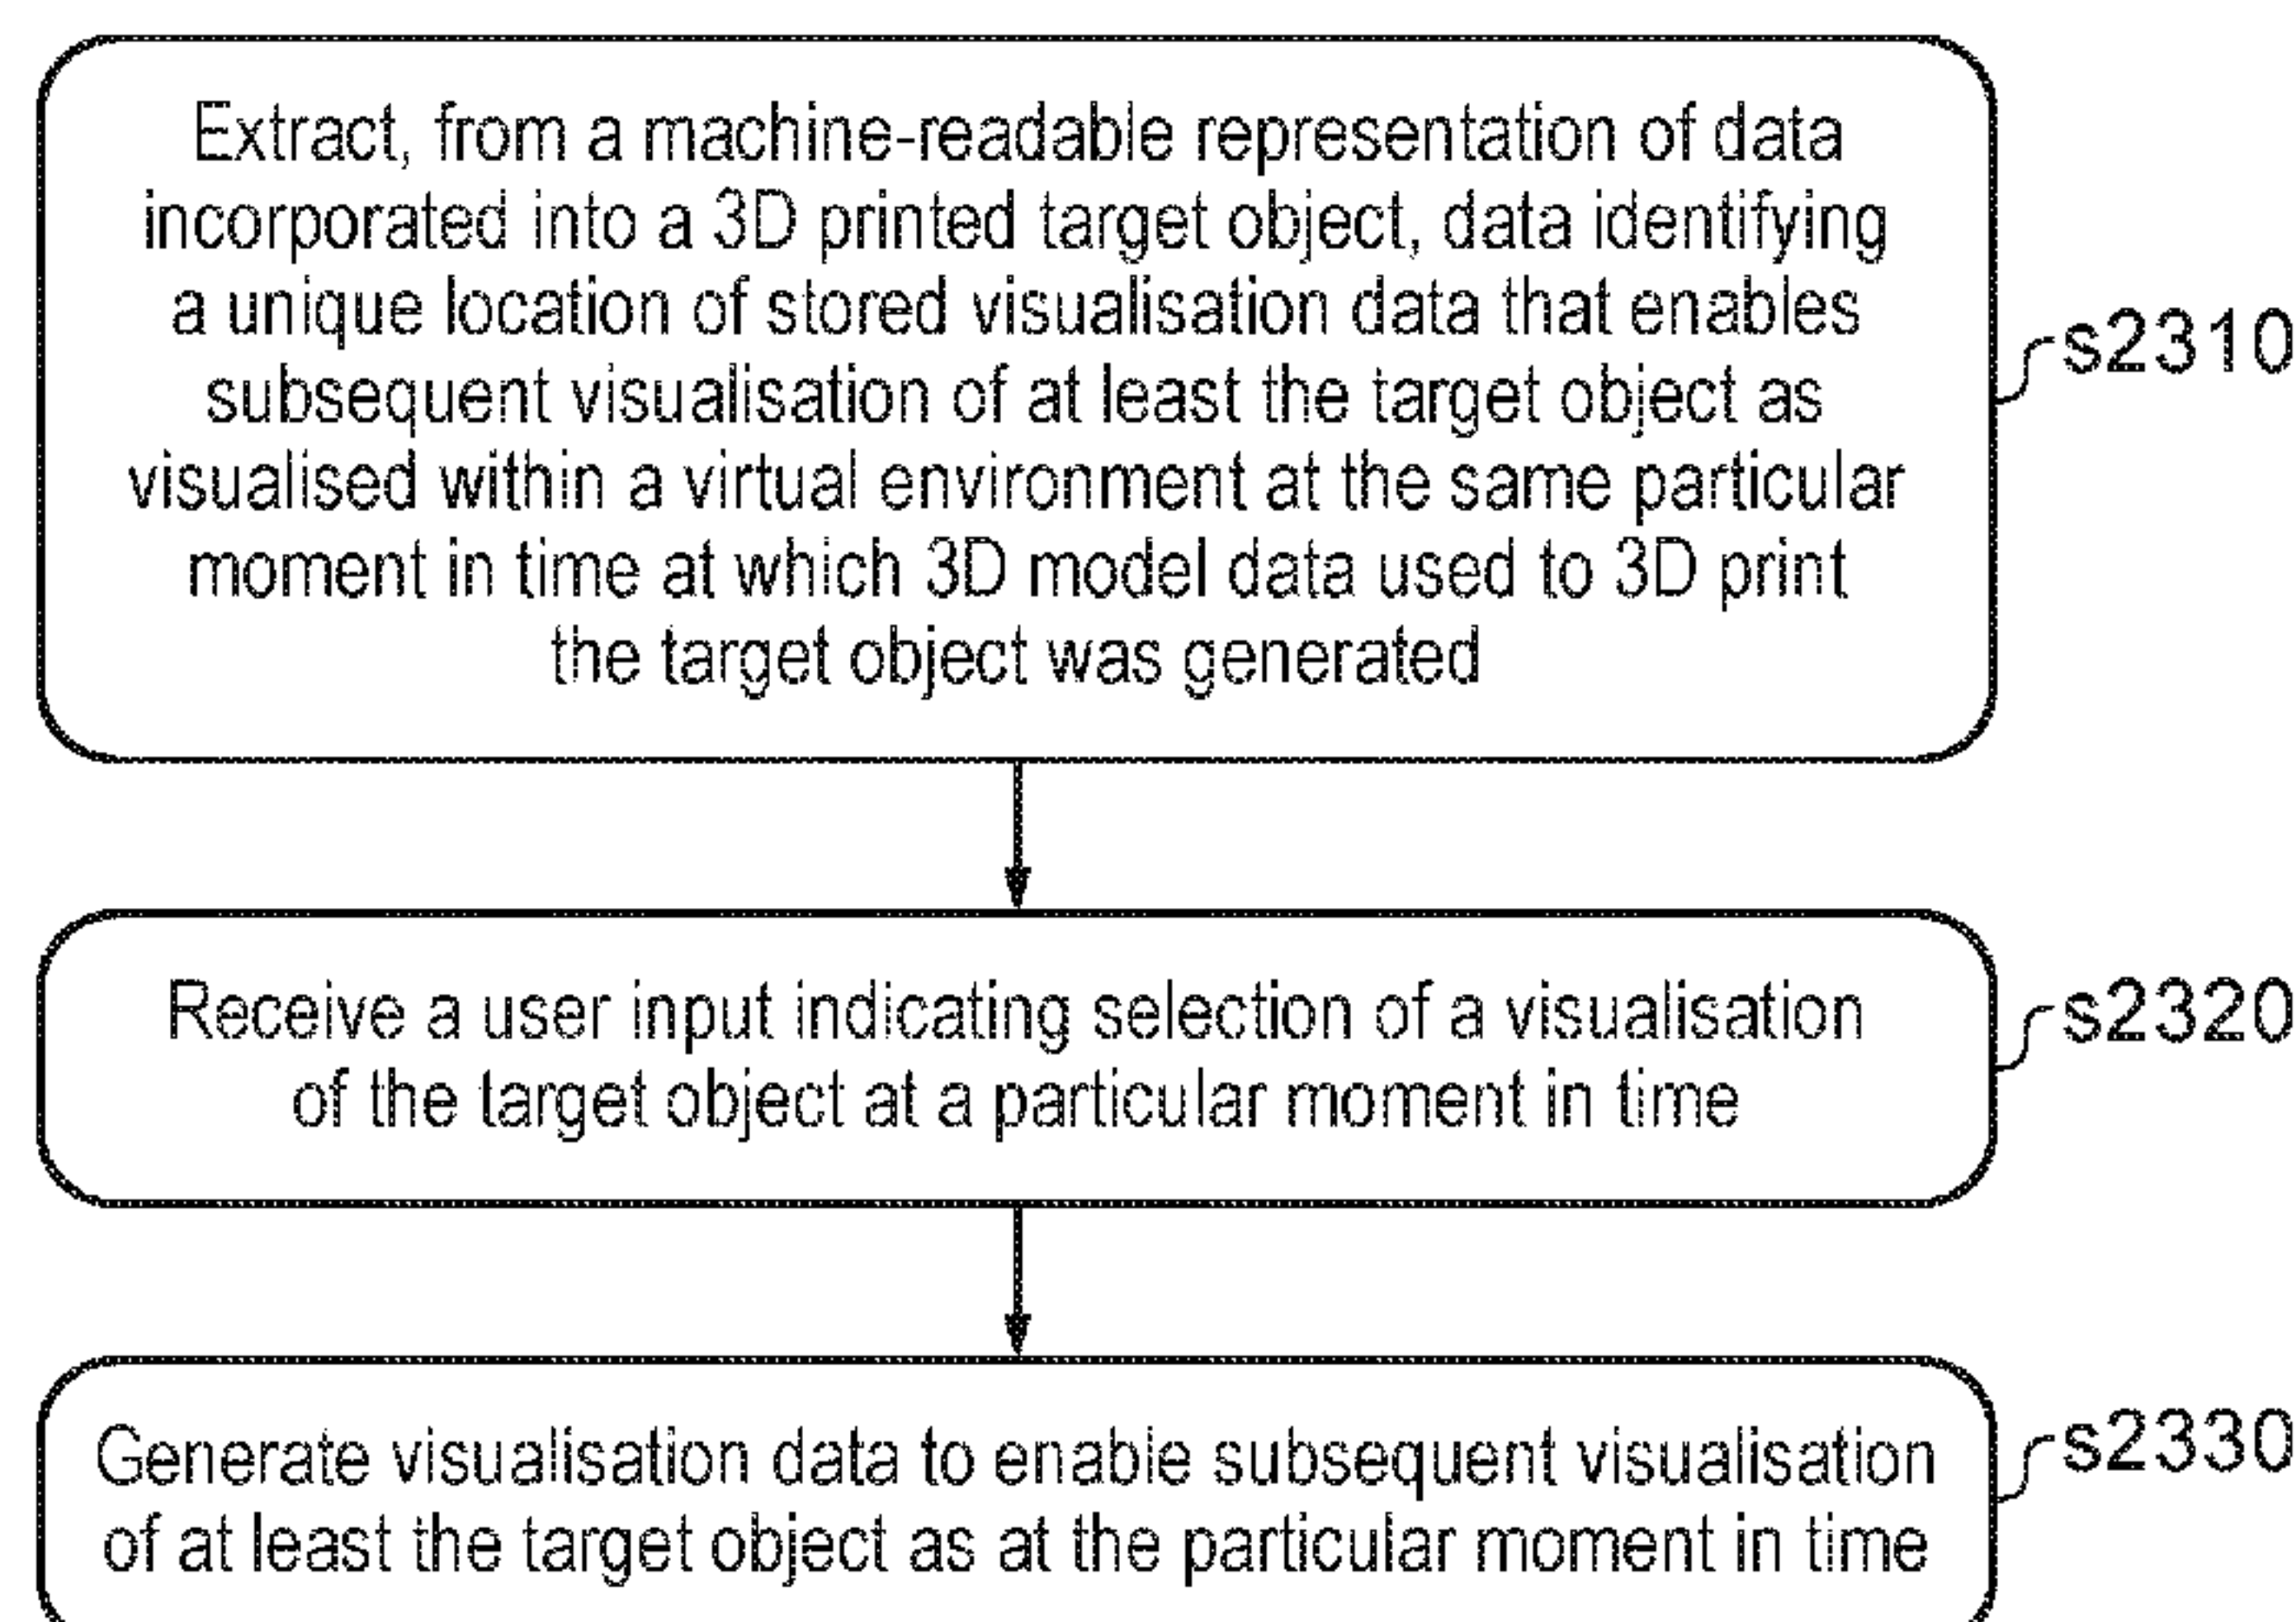 Extract, from a machine-readable representation of data
incorporated into a 3D printed target object, data identifying
a unique location of stored visualisation data that enables
subsequent visualisation of at least the target object as
visualised within a virtual environment at the same particular
moment in time at which 3D model data used to 3D print
the target object was generated
s2310
Receive a user input indicating selection of a visualisation
of the target object at a particular moment in time
s2320
Generate visualisation data to enable subsequent visualisation
of at least the target object as at the particular moment in time
s2330